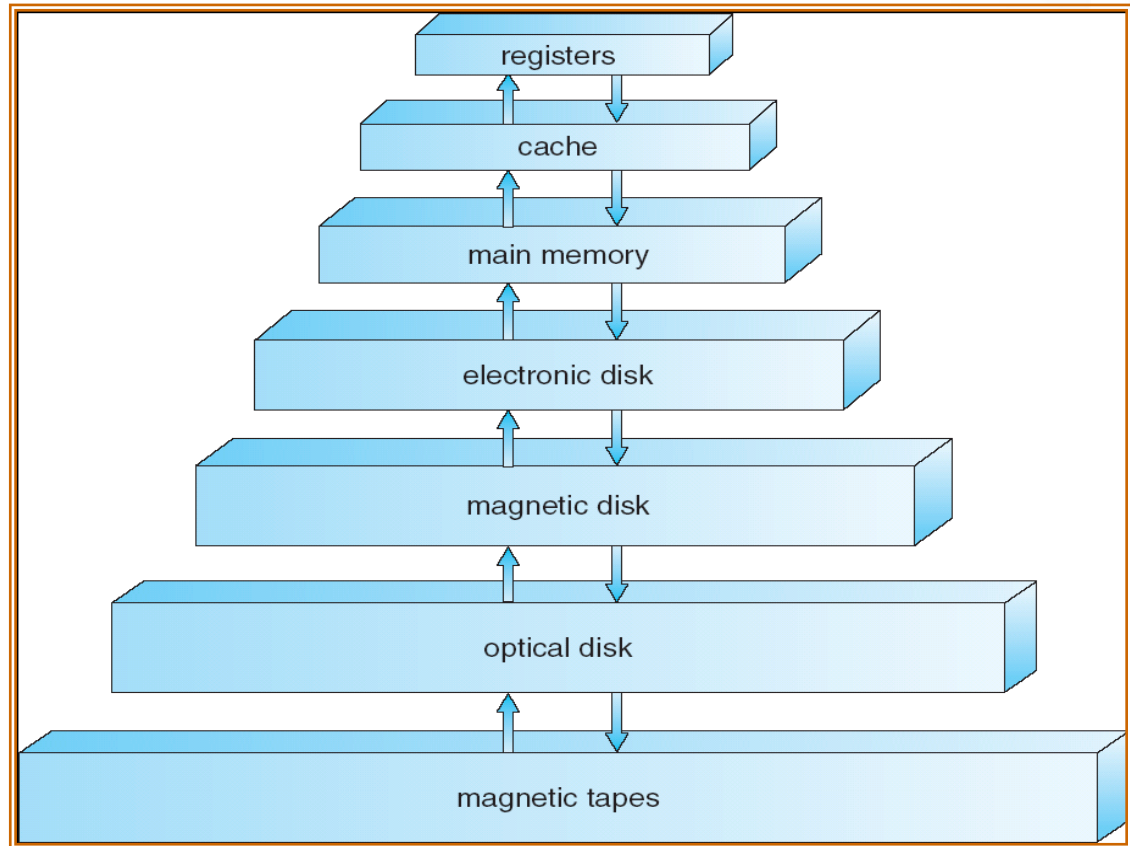 registers
cache
main memory
electronic disk
magnetic disk
optical disk
magnetic tapes